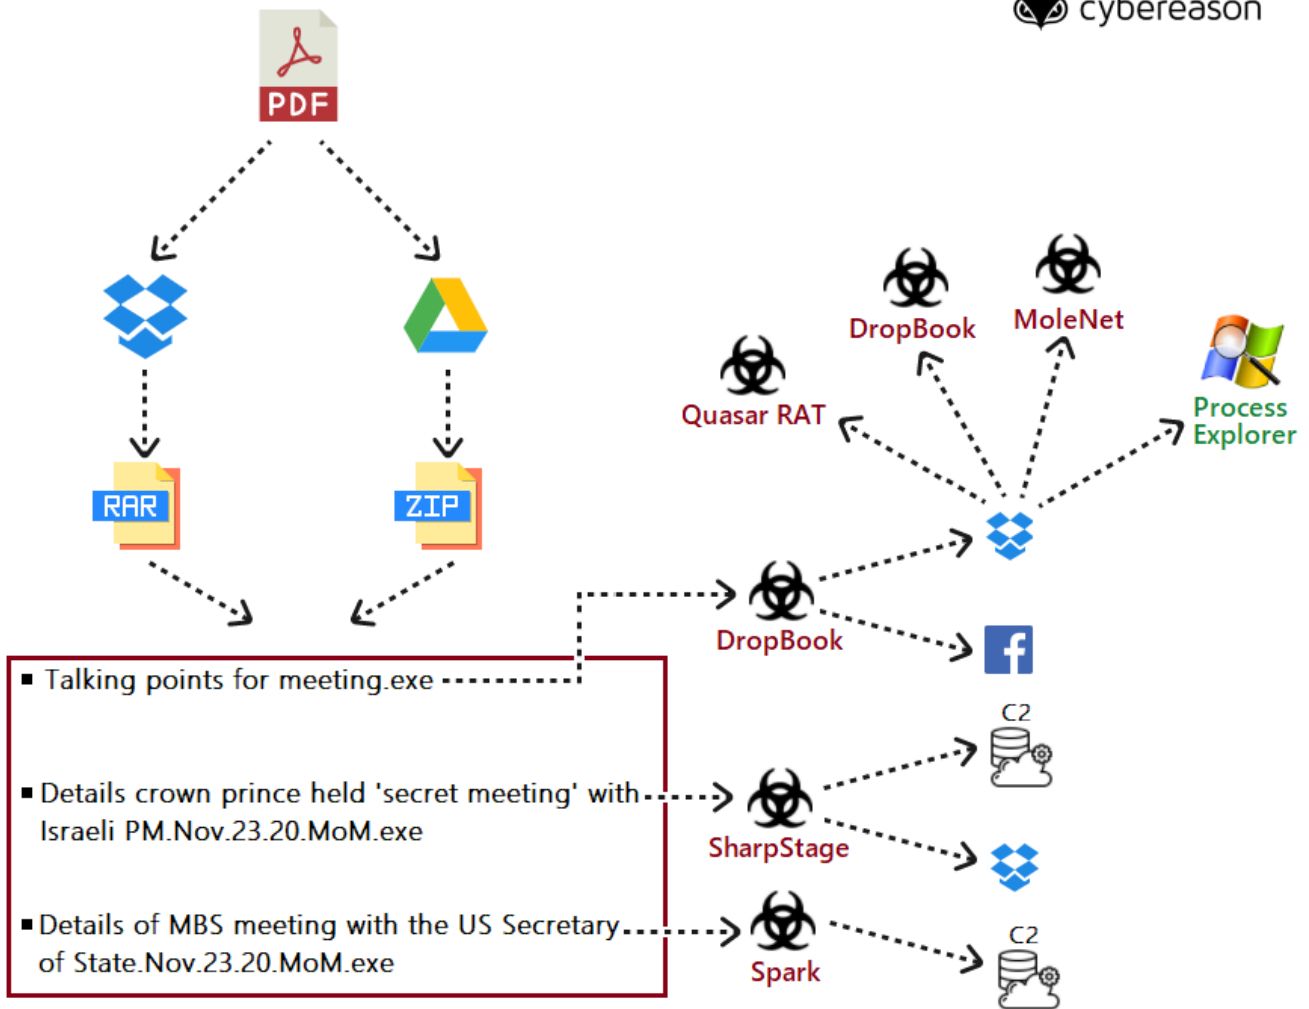 cybereason
PDF
DropBook
MoleNet
Quasar RAT
Process
Explorer
RAR
ZIP
DropBook
▪ Talking points for meeting.exe
C2
▪ Details crown prince held 'secret meeting' with
Israeli PM.Nov.23.20.MoM.exe
SharpStage
▪ Details of MBS meeting with the US Secretary
of State.Nov.23.20.MoM.exe
C2
Spark